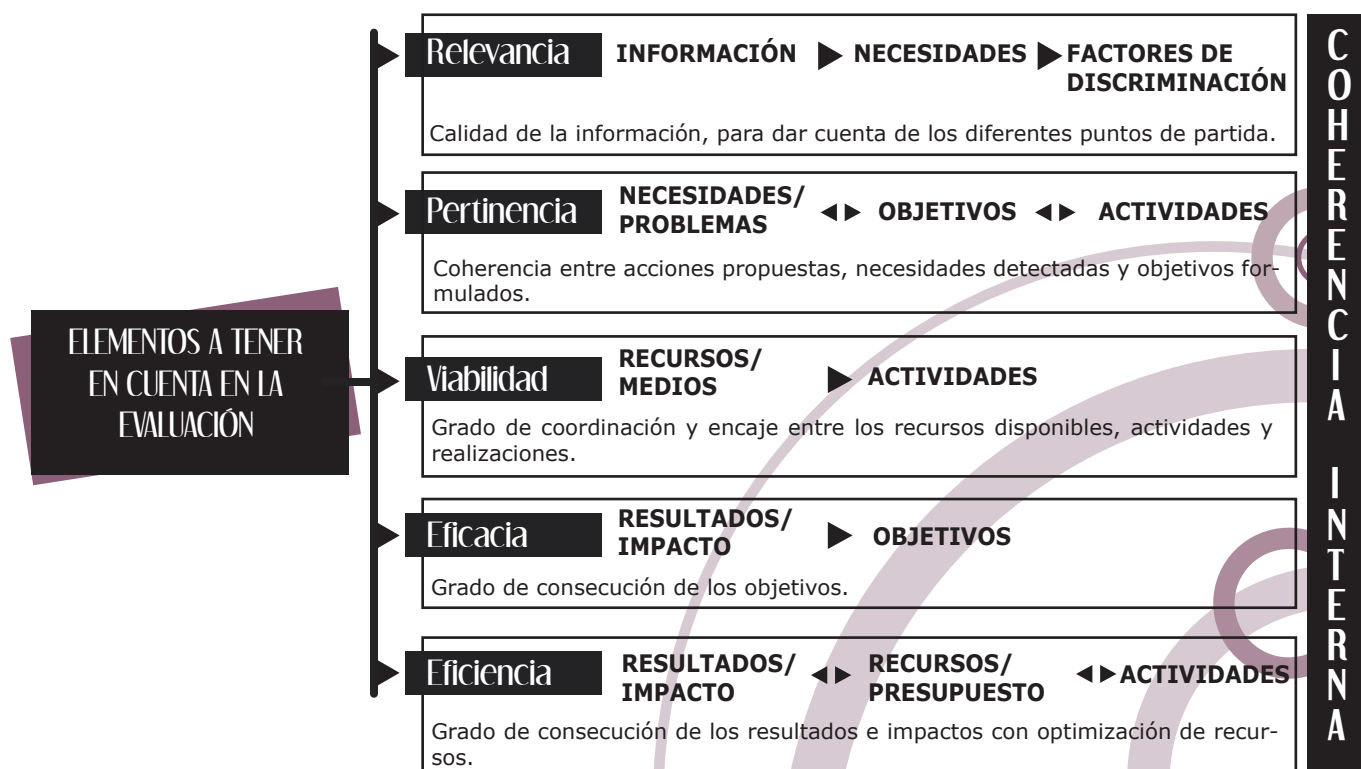 ELEMENTOS A TENER
EN CUENTA EN LA
EVALUACIÓN
Relevancia
INFORMACIÓN
NECESIDADES
FACTORES DE
DISCRIMINACIÓN
Calidad de la información, para dar cuenta de los diferentes puntos de partida.
Pertinencia
NECESIDADES/
PROBLEMAS
OBJETIVOS
ACTIVIDADES
Coherencia entre acciones propuestas, necesidades detectadas y objetivos for-
mulados.
Viabilidad
RECURSOS/
MEDIOS
ACTIVIDADES
Grado de coordinación y encaje entre los recursos disponibles, actividades y
realizaciones.
Eficacia
RESULTADOS/
IMPACTO
OBJETIVOS
Grado de consecución de los objetivos.
Eficiencia
RESULTADOS/
IMPACTO
RECURSOS/
PRESUPUESTO
ACTIVIDADES
Grado de consecución de los resultados e impactos con optimización de recur-
sos.
COHERENCIA INTERNA